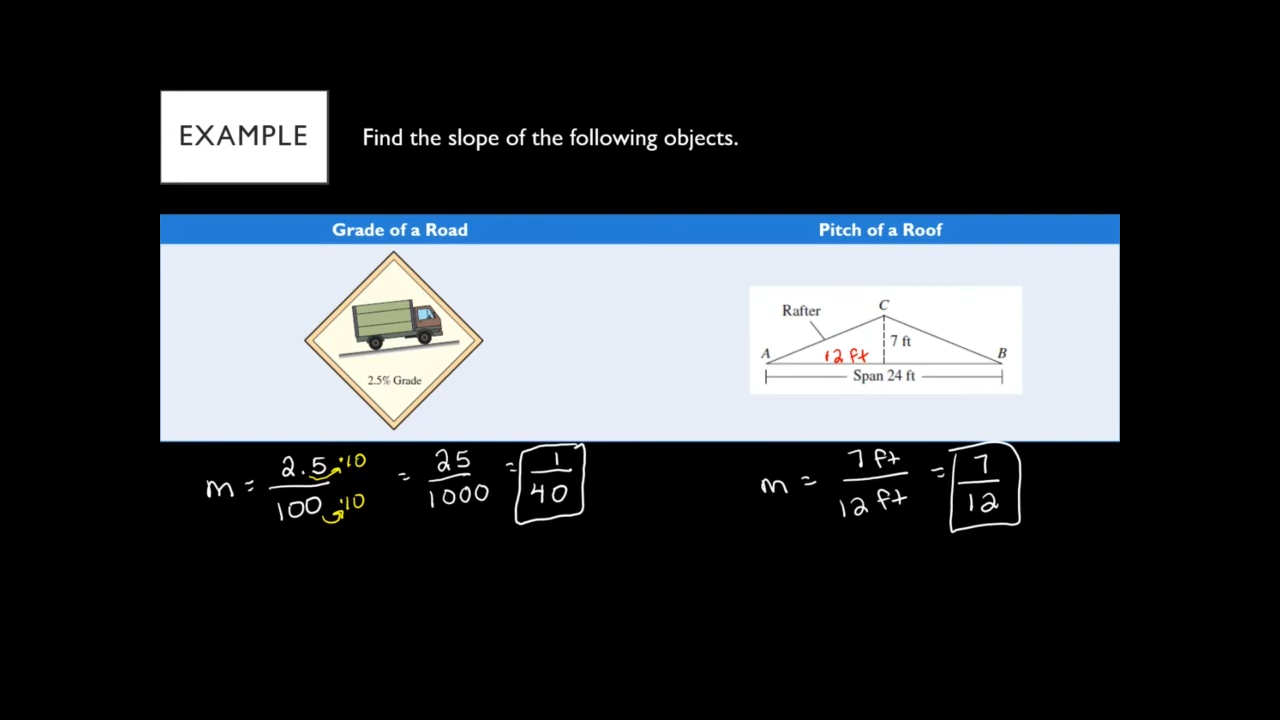 EXAMPLE
Find the slope of the following objects.
Grade of a Road
Pitch of a Roof
2.5% Grade
Rafter
C
7 ft
A
12 ft
B
Span 24 ft
m = 2.5·10 / 100·10 = 25 / 1000 = 1 / 40
m = 7 ft / 12 ft = 7 / 12